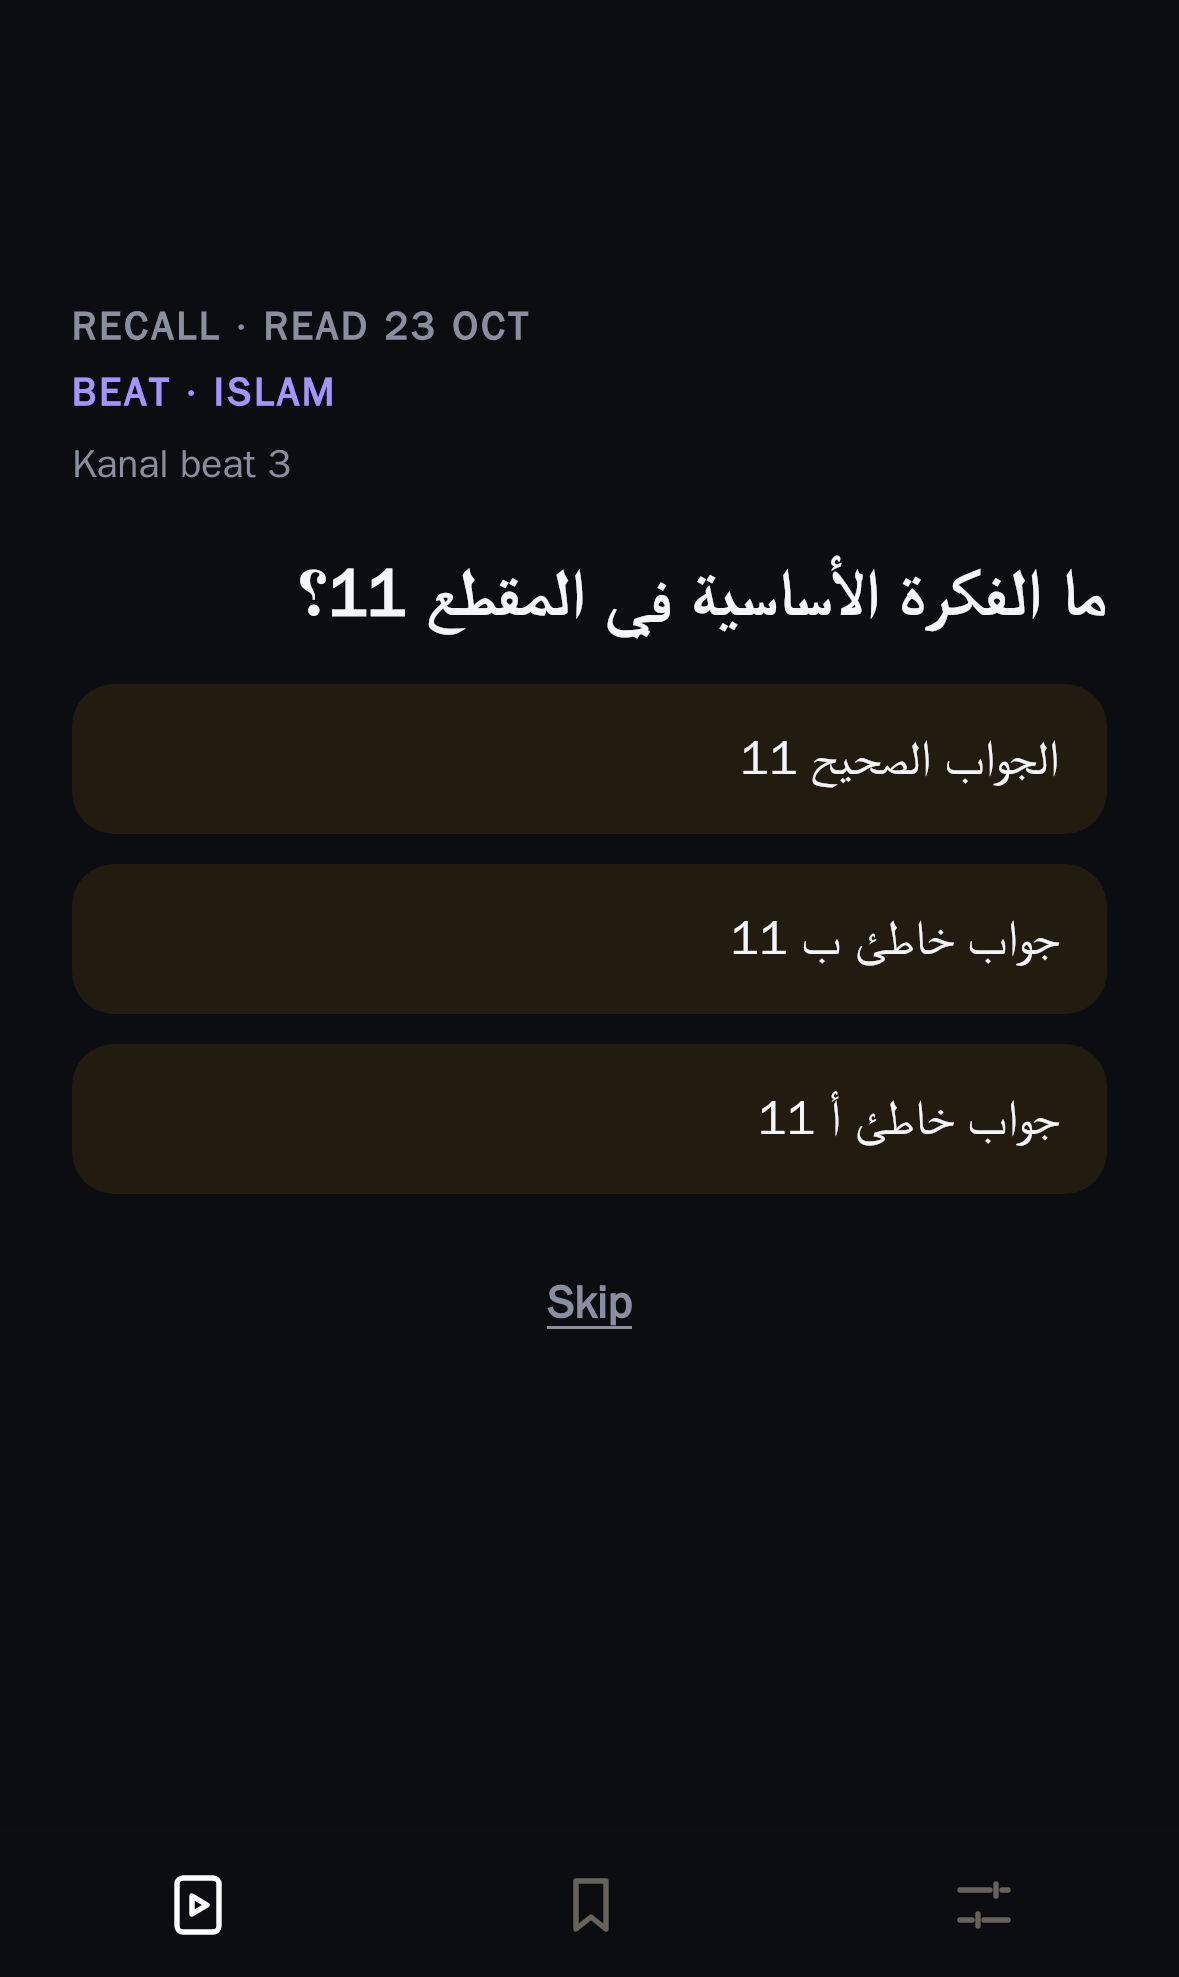 RECALL · READ 23 OCT
BEAT · ISLAM
Kanal beat 3
ما الفكرة الأساسية في المقطع 11؟
الجواب الصحيح 11
جواب خاطئ ب 11
جواب خاطئ أ 11
Skip